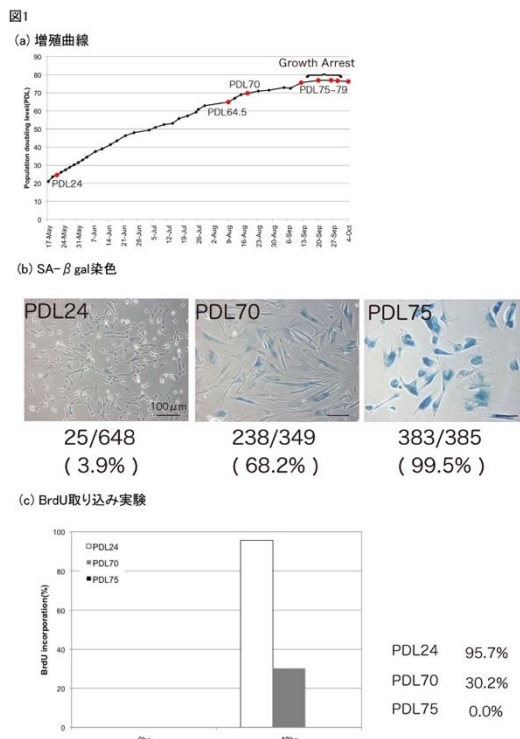 図1
(a) 増殖曲線
Growth Arrest
Population doubling level(PDL)
90
80
70
60
50
40
30
20
10
0
PDL24
PDL64.5
PDL70
PDL75~79
17-May
24-May
31-May
7-Jun
14-Jun
21-Jun
28-Jun
5-Jul
12-Jul
19-Jul
26-Jul
2-Aug
9-Aug
16-Aug
23-Aug
30-Aug
6-Sep
13-Sep
20-Sep
27-Sep
4-Oct
(b) SA-βgal染色
PDL24
PDL70
PDL75
100μm
25/648
238/349
383/385
( 3.9% )
( 68.2% )
( 99.5% )
(c) BrdU取り込み実験
BrdU incorporation(%)
100
80
60
40
20
0
PDL24
PDL70
PDL75
PDL24 95.7%
PDL70 30.2%
PDL75 0.0%